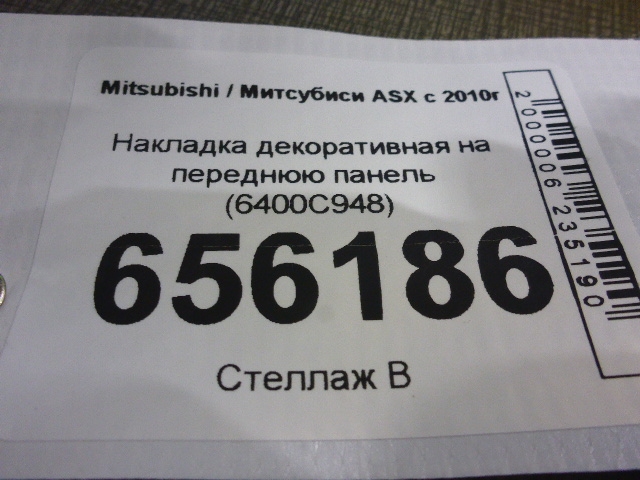 Mitsubishi / Митсубиси ASX с 2010г
Накладка декоративная на
переднюю панель
(6400C948)
656186
Стеллаж В
2000006235190